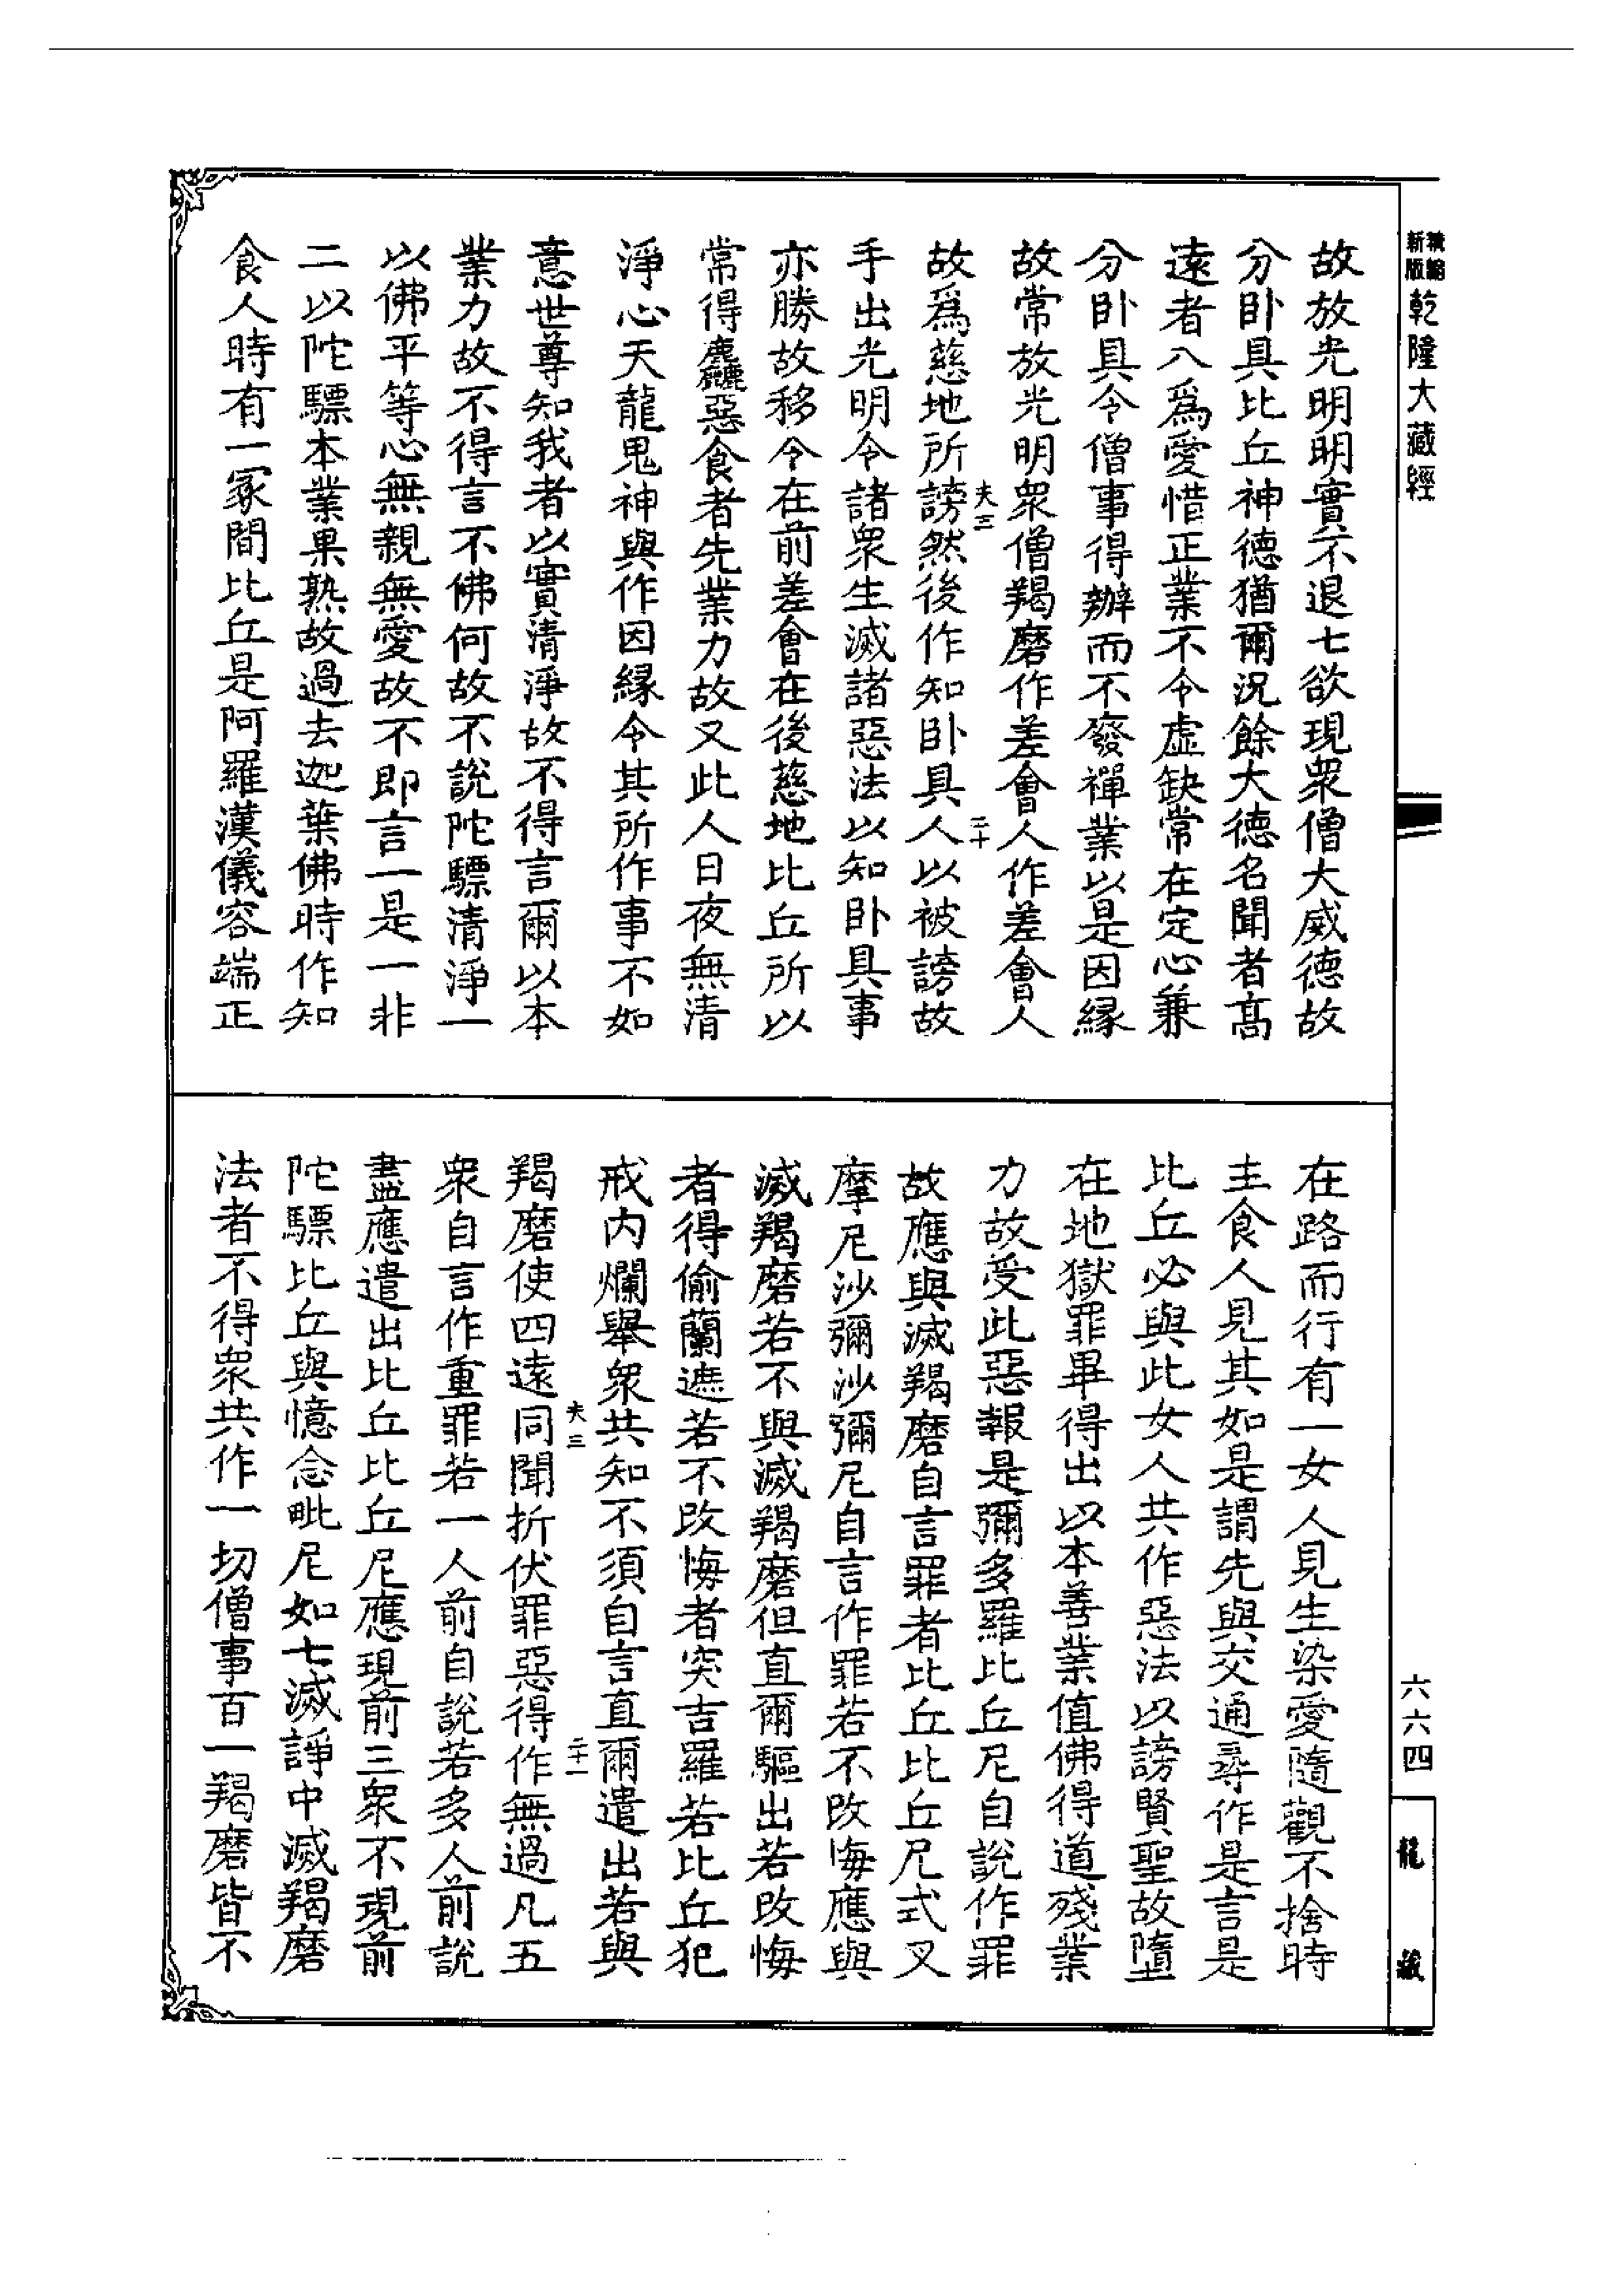 精縮新版乾隆大藏經
故放光明明實不退七欲現眾僧大威德故
分卧具比丘神德猶爾況餘大德名聞者高
遠者八為愛惜正業不令虛缺常在定心兼
分卧具令僧事得辦而不發禪業以是因緣
故常放光明眾僧羯磨作差會人作差會人
夫三
二十
故為慈地所謗然後作知卧具人以被謗故
手出光明令諸眾生滅諸惡法以知卧具事
亦勝故移令在前差會在後慈地比丘所以
常得麤惡食者先業力故又此人日夜無清
淨心天龍鬼神與作因緣令其所作事不如
意世尊知我者以實清淨故不得言爾以本
業力故不得言不佛何故不說陀驃清淨一
以佛平等心無親無愛故不即言一是一非
二以陀驃本業果熟故過去迦葉佛時作知
食人時有一冢間比丘是阿羅漢儀容端正
在路而行有一女人見生染愛隨觀不捨時
主食人見其如是謂先與交通尋作是言是
比丘必與此女人共作惡法以謗賢聖故墮
在地獄罪畢得出以本善業值佛得道殘業
力故受此惡報是彌多羅比丘尼自說作罪
故應與滅羯磨自言罪者比丘比丘尼式叉
摩尼沙彌沙彌尼自言作罪若不改悔應與
滅羯磨若不與滅羯磨但直爾驅出若改悔
者得偷蘭遮若不改悔者突吉羅若比丘犯
戒內爛舉眾共知不須自言直爾遣出若與
夫三
二十一
羯磨使四遠同聞折伏罪惡得作無過凡五
眾自言作重罪若一人前自說若多人前說
盡應遣出比丘比丘尼應現前三眾不現前
陀驃比丘與憶念毗尼如七滅諍中滅羯磨
法者不得眾共作一切僧事百一羯磨皆不
六六四
龍藏